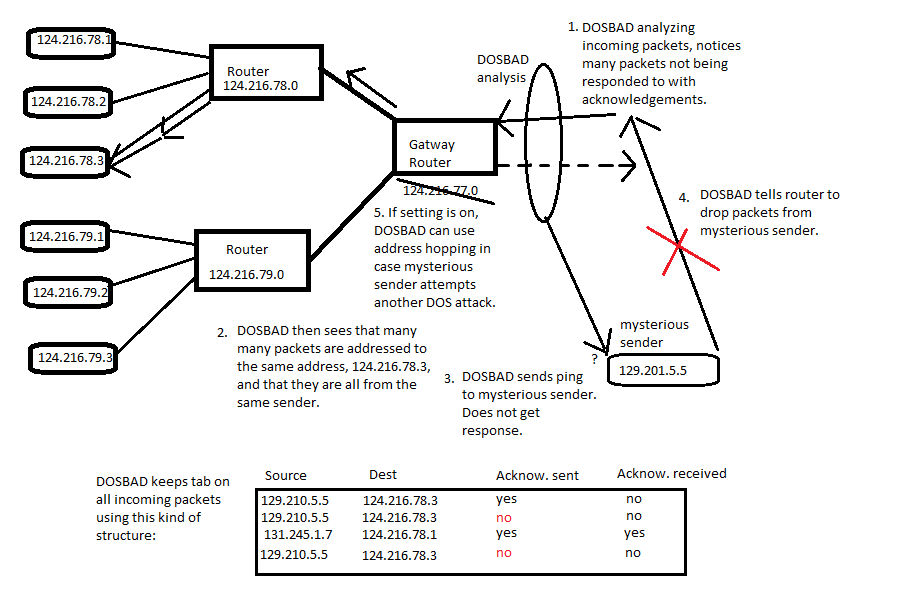 124.216.78.1
124.216.78.2
124.216.78.3
124.216.79.1
124.216.79.2
124.216.79.3
Router
124.216.78.0
Router
124.216.79.0
Gatway
Router
124.216.77.0
DOSBAD
analysis
1. DOSBAD analyzing
incoming packets, notices
many packets not being
responded to with
acknowledgements.
4. DOSBAD tells router to
drop packets from
mysterious sender.
5. If setting is on,
DOSBAD can use
address hopping in
case mysterious
sender attempts
another DOS attack.
2. DOSBAD then sees that many
many packets are addressed to
the same address, 124.216.78.3,
and that they are all from the
same sender.
3. DOSBAD sends ping
to mysterious sender.
Does not get
response.
mysterious
sender
?
129.201.5.5
DOSBAD keeps tab on
all incoming packets
using this kind of
structure:
Source Dest Acknow. sent Acknow. received
129.210.5.5 124.216.78.3 yes no
129.210.5.5 124.216.78.3 no no
131.245.1.7 124.216.78.1 yes yes
129.210.5.5 124.216.78.3 no no